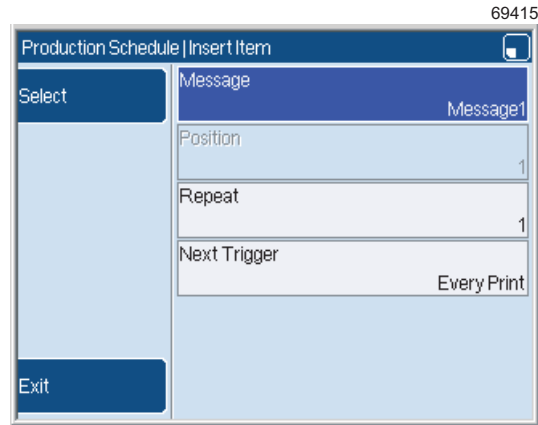 69415
Production Schedule | Insert Item
Select
Message
Message1
Position
1
Repeat
1
Next Trigger
Every Print
Exit